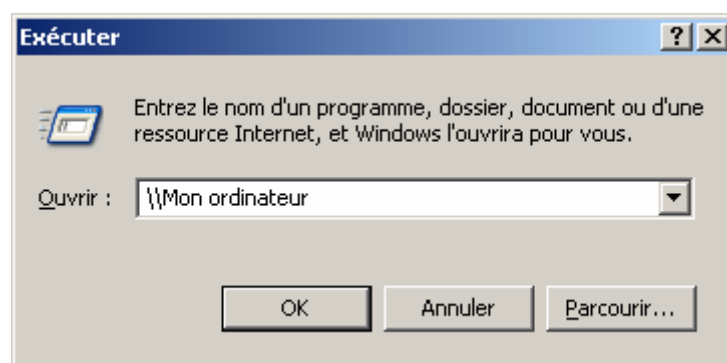 Exécuter
Entrez le nom d'un programme, dossier, document ou d'une
ressource Internet, et Windows l'ouvrira pour vous.
Ouvrir : \\Mon ordinateur
OK Annuler Parcourir...